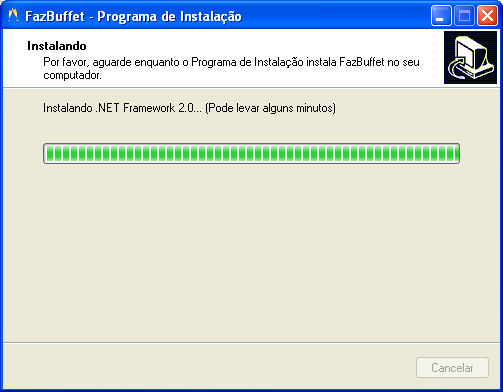 FazBuffet - Programa de Instalação
Instalando
Por favor, aguarde enquanto o Programa de Instalação instala FazBuffet no seu
computador.
Instalando .NET Framework 2.0... (Pode levar alguns minutos)
Cancelar